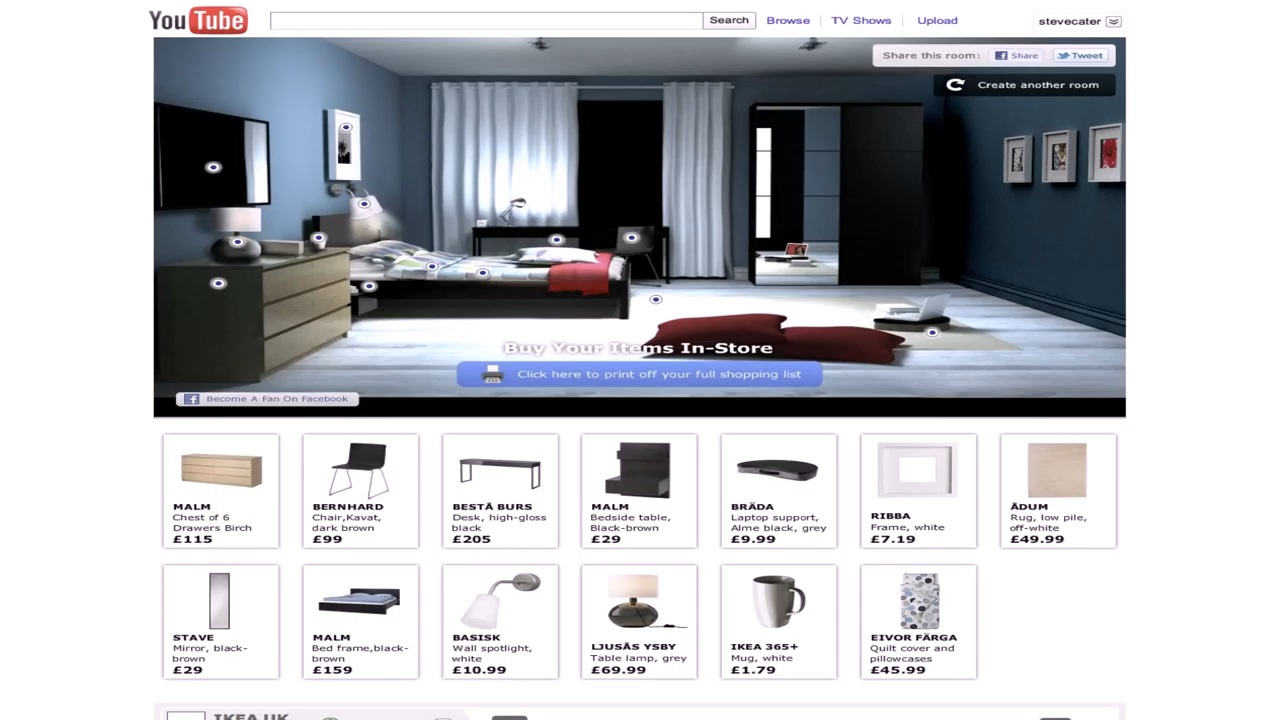 YouTube
Search
Browse
TV Shows
Upload
stevecater
Share this room:
Share
Tweet
Create another room
Buy Your Items In-Store
Click here to print off your full shopping list
Become A Fan On Facebook
MALM
Chest of 6
Drawers Birch
£115
BERNHARD
Chair,Kavat,
dark brown
£99
BESTÅ BURS
Desk, high-gloss
black
£205
MALM
Bedside table,
Black-brown
£29
BRÄDA
Laptop support,
Alme black, grey
£9.99
RIBBA
Frame, white
£7.19
ÅDUM
Rug, low pile,
off-white
£49.99
STAVE
Mirror, black-
brown
£29
MALM
Bed frame,black-
brown
£159
BASISK
Wall spotlight,
white
£10.99
LJUSÅS YSBY
Table lamp, grey
£69.99
IKEA 365+
Mug, white
£1.79
EIVOR FÄRGA
Quilt cover and
pillowcases
£45.99
IKEA UK